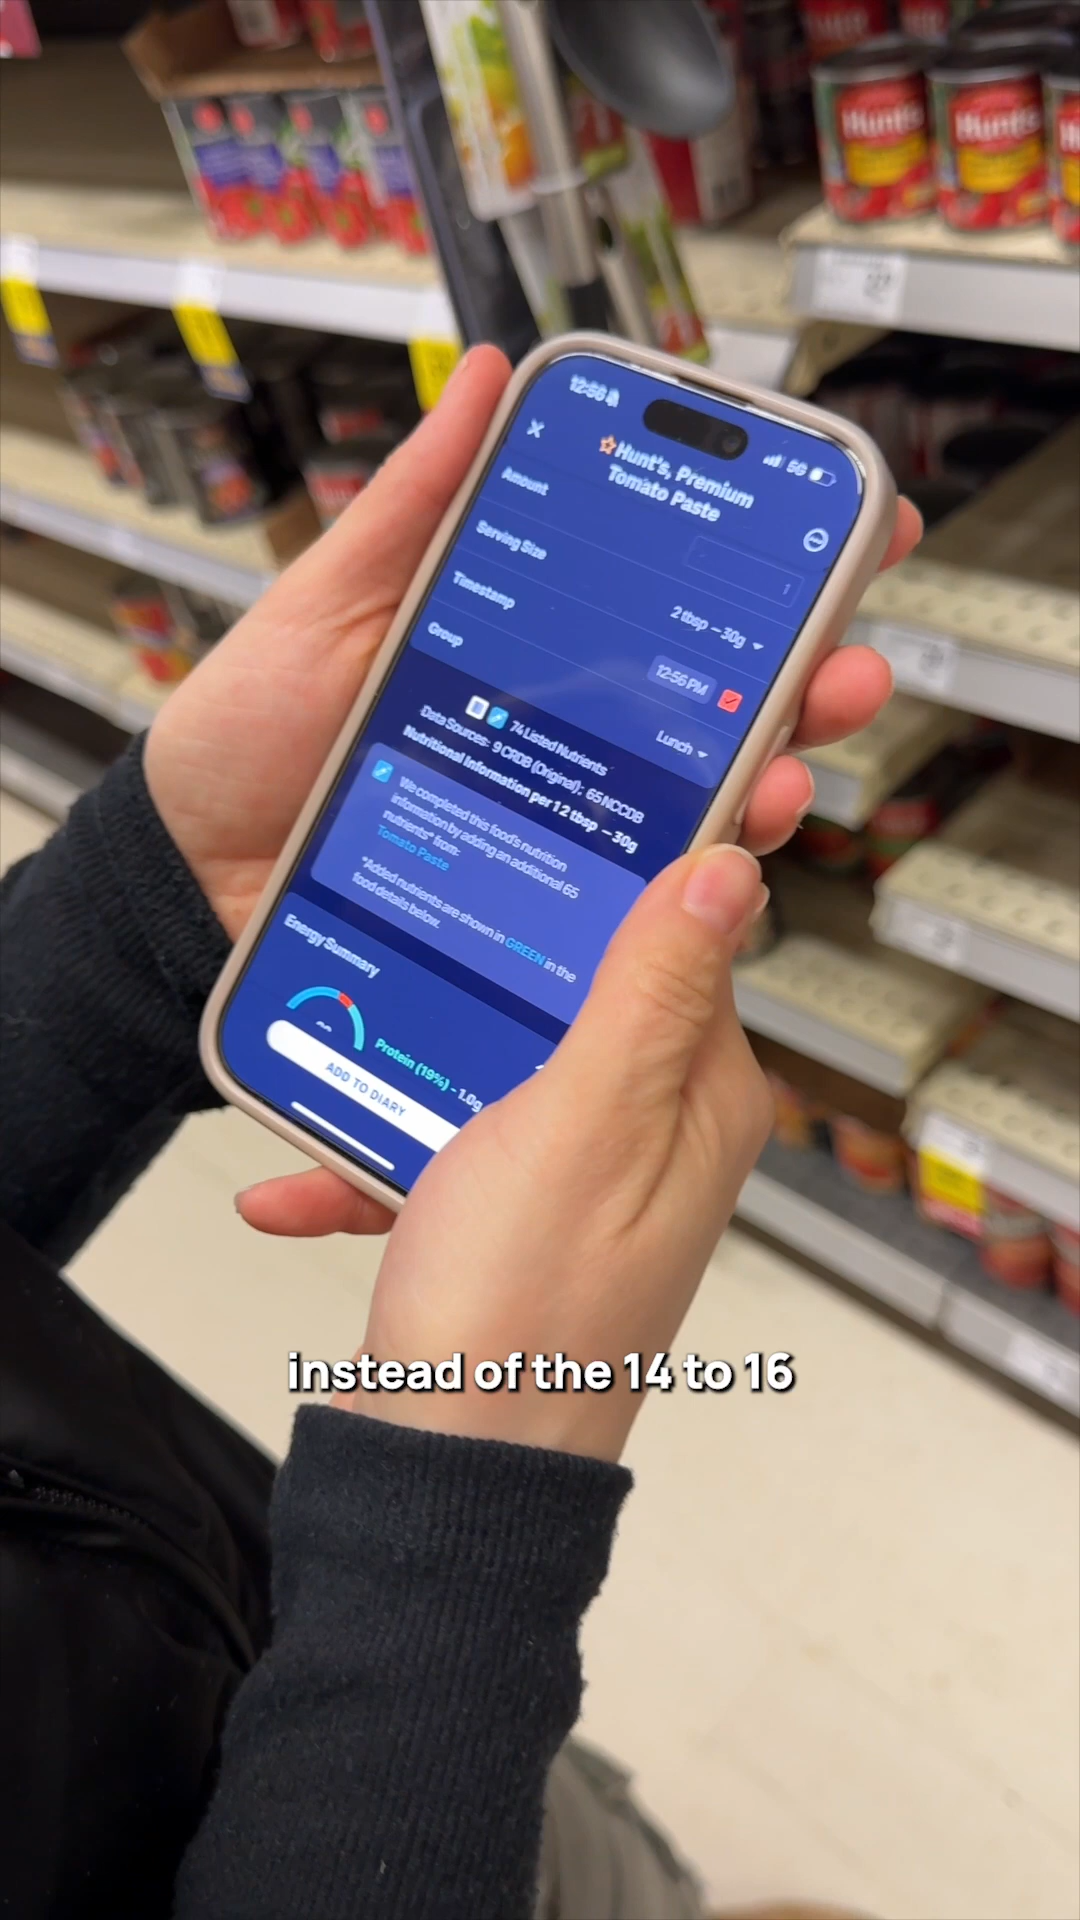 Hunt's
Hunt's
12:56
5G
Hunt's, Premium
Tomato Paste
Amount
1
Serving Size
2 tbsp – 30g
Timestamp
12:56 PM
Group
Lunch
74 Listed Nutrients
Data Sources: 9 CRDB (Original); 65 NCCDB
Nutritional Information per 1 2 tbsp – 30g
We completed this food's nutrition
information by adding an additional 65
nutrients* from:
Tomato Paste
*Added nutrients are shown in GREEN in the
food details below.
Energy Summary
Protein (19%) - 1.0g
ADD TO DIARY
instead of the 14 to 16